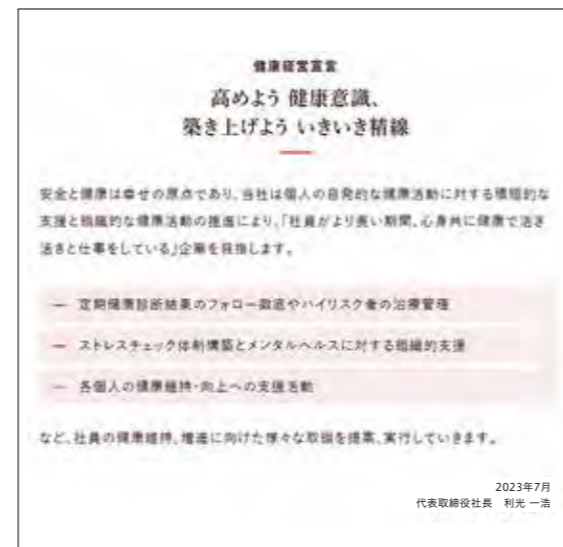 健康経営宣言
高めよう 健康意識、
築き上げよう いきいき精線
安全と健康は幸せの原点であり、当社は個人の自発的な健康活動に対する積極的な
支援と組織的な健康活動の推進により、「社員がより長い期間、心身共に健康で活き
活きと仕事をしている」企業を目指します。
― 定期健康診断結果のフォロー徹底やハイリスク者の治療管理
― ストレスチェック体制構築とメンタルヘルスに対する組織的支援
― 各個人の健康維持・向上への支援活動
など、社員の健康維持、増進に向けた様々な取組を提案、実行していきます。
2023年7月
代表取締役社長　利光 一浩